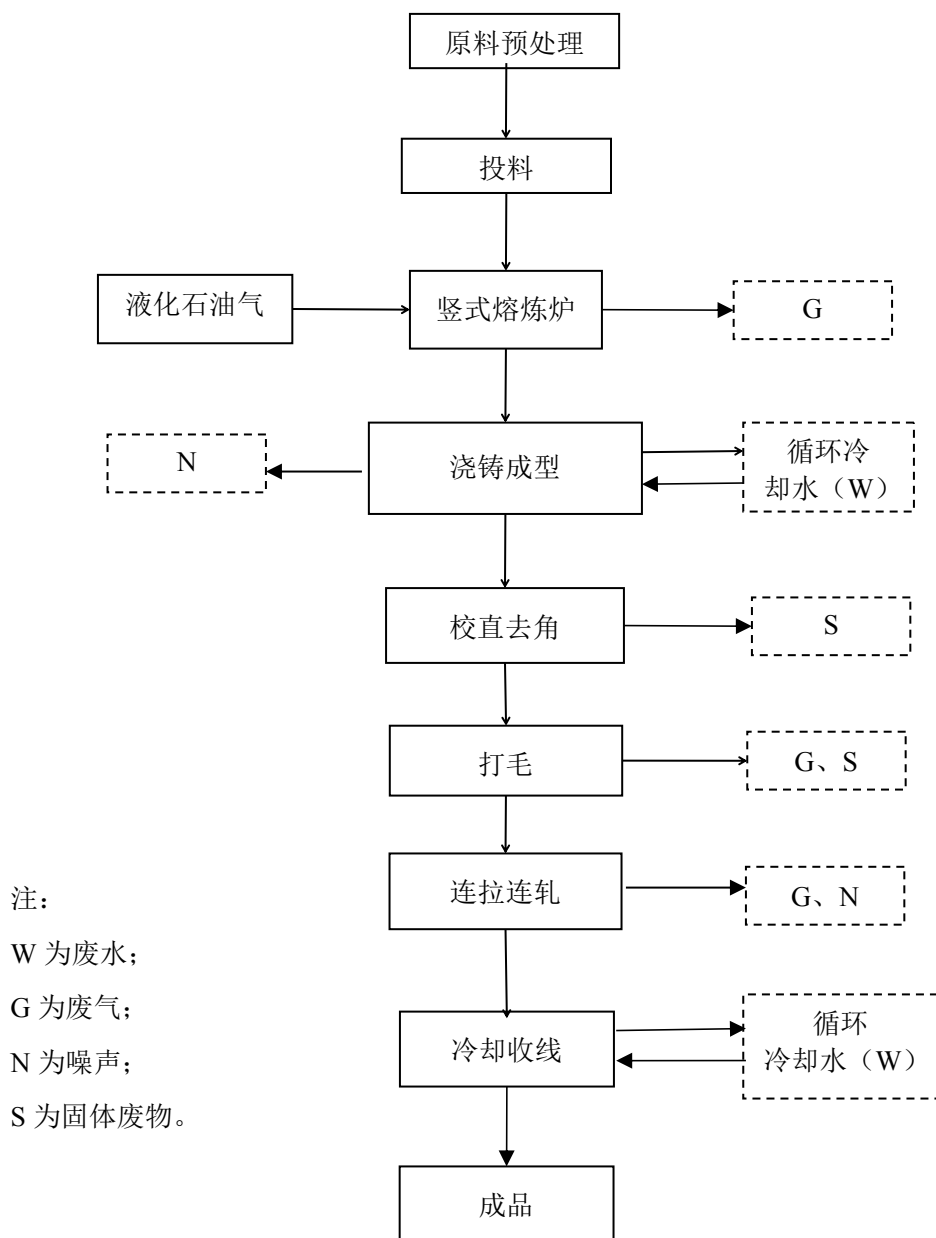 原料预处理
投料
液化石油气
竖式熔炼炉
G
N
浇铸成型
循环冷
却水（W）
校直去角
S
打毛
G、S
连拉连轧
G、N
注：
W 为废水；
G 为废气；
N 为噪声；
S 为固体废物。
冷却收线
循环
冷却水（W）
成品